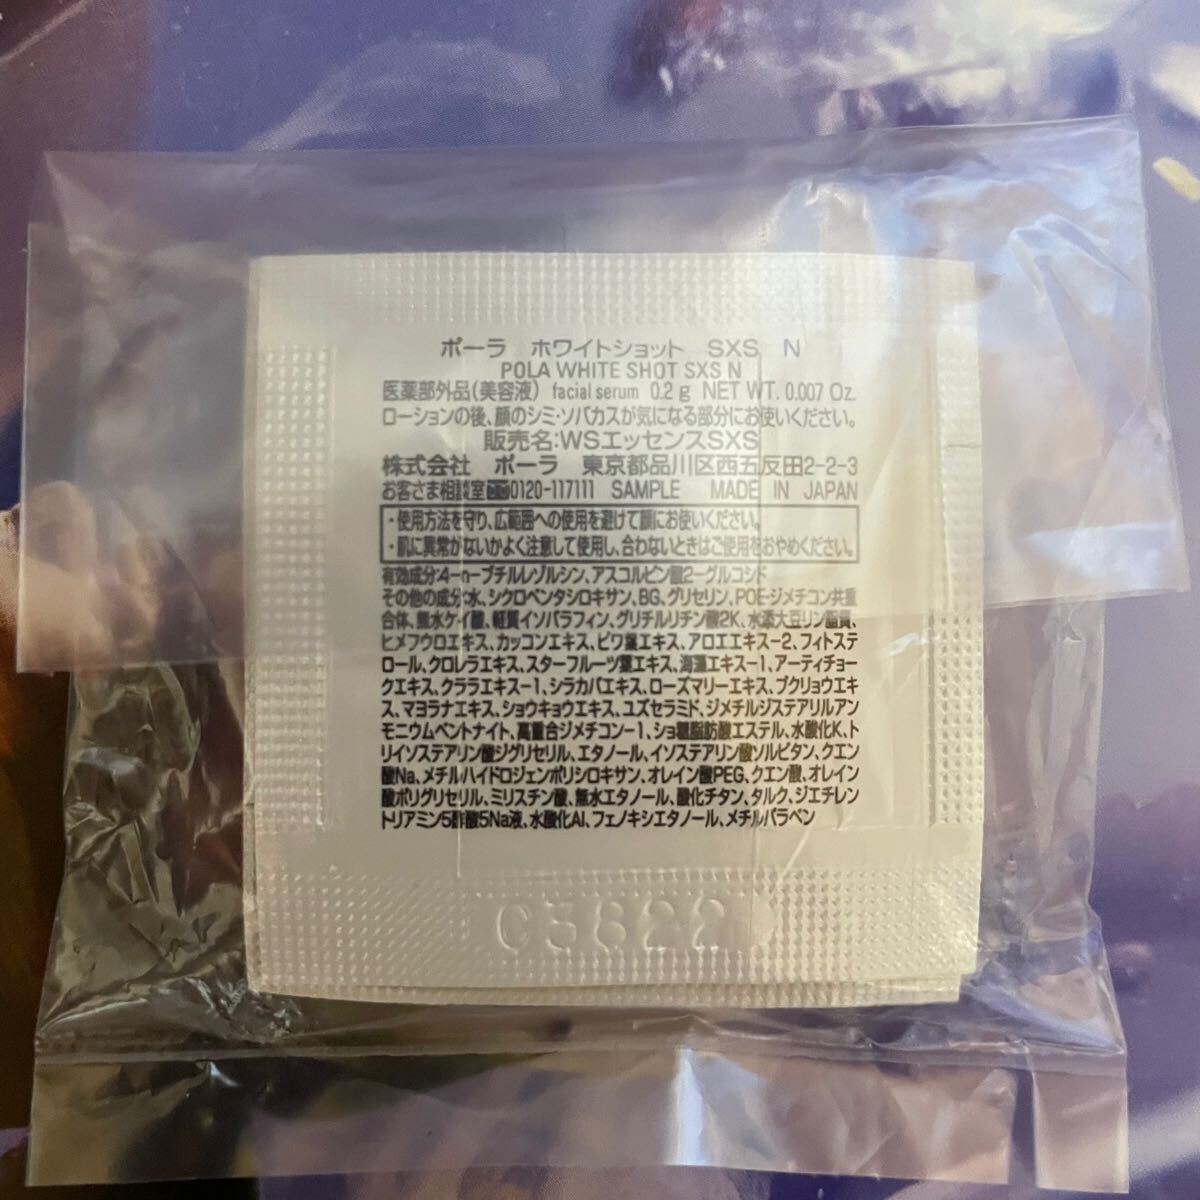 ポーラ ホワイトショット SXS N
POLA WHITE SHOT SXS N
医薬部外品(美容液) facial serum 0.2g NET WT. 0.007 Oz.
ローションの後、顔のシミ・ソバカスが気になる部分にお使いください。
販売名:WSエッセンスSXS
株式会社 ポーラ 東京都品川区西五反田2-2-3
お客さま相談室0120-117111 SAMPLE MADE IN JAPAN
・使用方法を守り、広範囲への使用を避けて顔にお使いください。
・肌に異常がないかよく注意して使用し、合わないときはご使用をおやめください。
有効成分:4-n-ブチルレゾルシン、アスコルビン酸2-グルコシド
その他の成分:水、シクロペンタシロキサン、BG、グリセリン、POE-ジメチコン共重
合体、無水ケイ酸、軽質イソパラフィン、グリチルリチン酸2K、水添大豆リン脂質、
ヒメフウロエキス、カッコンエキス、ビワ葉エキス、アロエエキス-2、フィトステ
ロール、クロレラエキス、スターフルーツ葉エキス、海藻エキス-1、アーティチョー
クエキス、クララエキス-1、シラカバエキス、ローズマリーエキス、ブクリョウエキ
ス、マヨラナエキス、ショウキョウエキス、ユズセラミド、ジメチルジステアリルアン
モニウムベントナイト、高重合ジメチコン-1、ショ糖脂肪酸エステル、水酸化K、ト
リイソステアリン酸ジグリセリル、エタノール、イソステアリン酸ソルビタン、クエン
酸Na、メチルハイドロジェンポリシロキサン、オレイン酸PEG、クエン酸、オレイン
酸ポリグリセリル、ミリスチン酸、無水エタノール、酸化チタン、タルク、ジエチレン
トリアミン5酢酸5Na液、水酸化Al、フェノキシエタノール、メチルパラベン
C5622